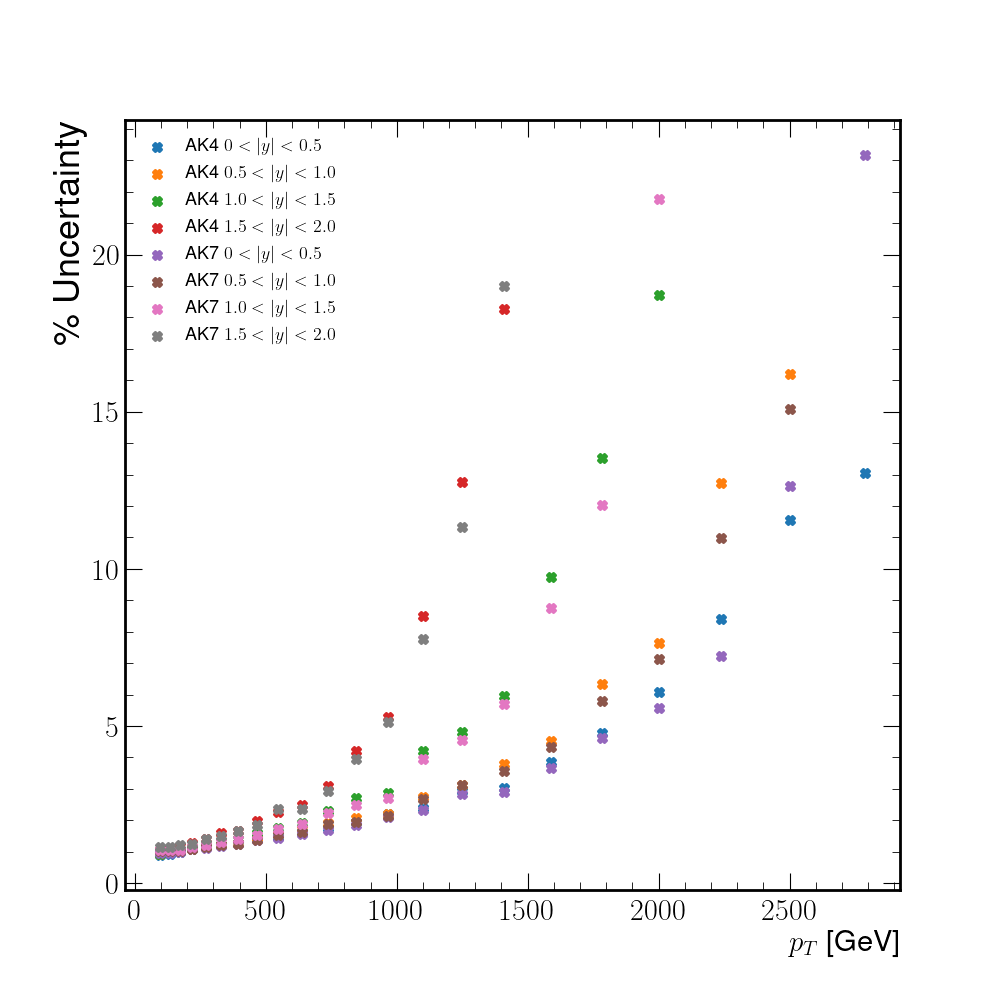 % Uncertainty
AK4 0 < |y| < 0.5
AK4 0.5 < |y| < 1.0
AK4 1.0 < |y| < 1.5
AK4 1.5 < |y| < 2.0
AK7 0 < |y| < 0.5
AK7 0.5 < |y| < 1.0
AK7 1.0 < |y| < 1.5
AK7 1.5 < |y| < 2.0
20
15
10
5
0
0 500 1000 1500 2000 2500
p_T [GeV]